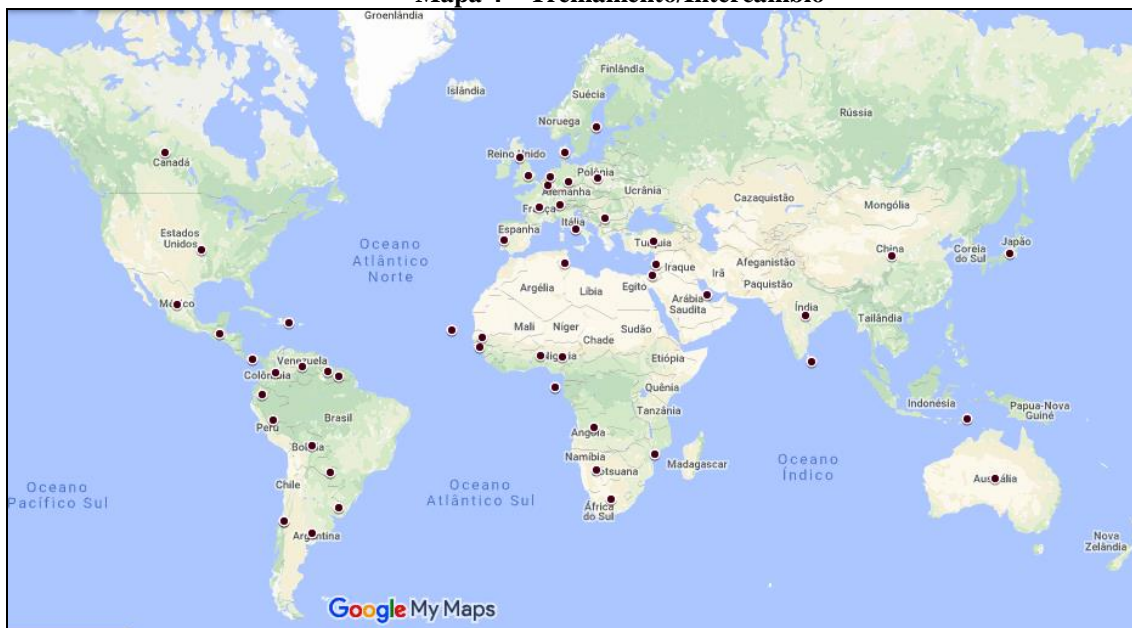 Mapa 4 – Treinamento/Intercâmbio
Groenlândia
Islândia
Finlândia
Suécia
Noruega
Rússia
Canadá
Reino Unido
Polônia
Alemanha
Ucrânia
França
Cazaquistão
Mongólia
Estados
Unidos
Oceano
Atlântico
Norte
Espanha
Itália
Turquia
China
Coreia
do Sul
Japão
Iraque
Irã
Afeganistão
Paquistão
Argélia
Líbia
Egito
Arábia
Saudita
México
Índia
Tailândia
Mali
Níger
Chade
Sudão
Nigéria
Etiópia
Venezuela
Colômbia
Quênia
Tanzânia
Indonésia
Papua-Nova
Guiné
Brasil
Peru
Angola
Bolívia
Namíbia
Botsuana
Madagascar
Oceano
Índico
Oceano
Pacífico Sul
Chile
Oceano
Atlântico Sul
África
do Sul
Austrália
Argentina
Nova
Zelândia
Google My Maps